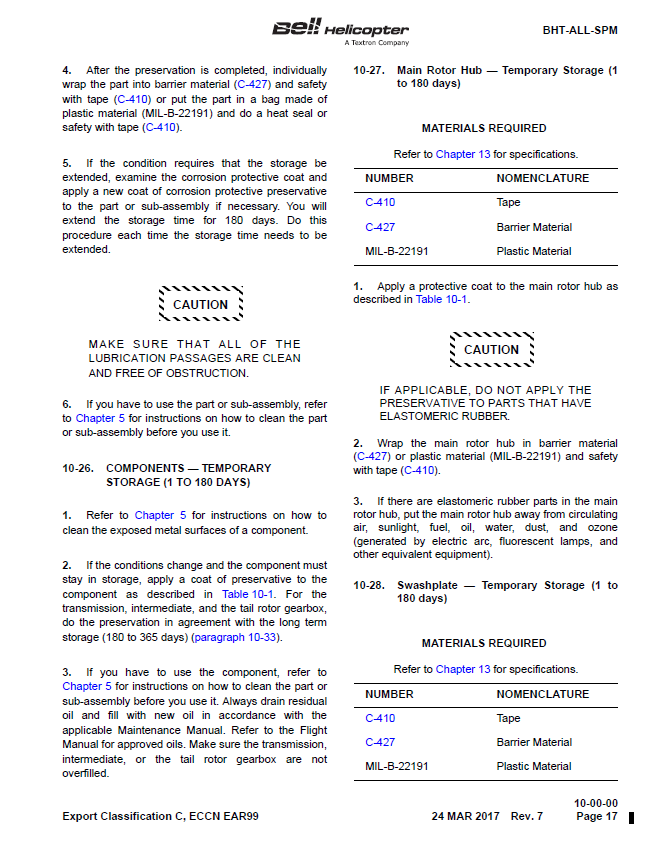 Bell Helicopter
A Textron Company
BHT-ALL-SPM
4. After the preservation is completed, individually
wrap the part into barrier material (C-427) and safety
with tape (C-410) or put the part in a bag made of
plastic material (MIL-B-22191) and do a heat seal or
safety with tape (C-410).
5. If the condition requires that the storage be
extended, examine the corrosion protective coat and
apply a new coat of corrosion protective preservative
to the part or sub-assembly if necessary. You will
extend the storage time for 180 days. Do this
procedure each time the storage time needs to be
extended.
CAUTION
MAKE SURE THAT ALL OF THE
LUBRICATION PASSAGES ARE CLEAN
AND FREE OF OBSTRUCTION.
6. If you have to use the part or sub-assembly, refer
to Chapter 5 for instructions on how to clean the part
or sub-assembly before you use it.
10-26. COMPONENTS — TEMPORARY
STORAGE (1 TO 180 DAYS)
1. Refer to Chapter 5 for instructions on how to
clean the exposed metal surfaces of a component.
2. If the conditions change and the component must
stay in storage, apply a coat of preservative to the
component as described in Table 10-1. For the
transmission, intermediate, and the tail rotor gearbox,
do the preservation in agreement with the long term
storage (180 to 365 days) (paragraph 10-33).
3. If you have to use the component, refer to
Chapter 5 for instructions on how to clean the part or
sub-assembly before you use it. Always drain residual
oil and fill with new oil in accordance with the
applicable Maintenance Manual. Refer to the Flight
Manual for approved oils. Make sure the transmission,
intermediate, or the tail rotor gearbox are not
overfilled.
10-27. Main Rotor Hub — Temporary Storage (1
to 180 days)
MATERIALS REQUIRED
Refer to Chapter 13 for specifications.
NUMBER NOMENCLATURE
C-410 Tape
C-427 Barrier Material
MIL-B-22191 Plastic Material
1. Apply a protective coat to the main rotor hub as
described in Table 10-1.
CAUTION
IF APPLICABLE, DO NOT APPLY THE
PRESERVATIVE TO PARTS THAT HAVE
ELASTOMERIC RUBBER.
2. Wrap the main rotor hub in barrier material
(C-427) or plastic material (MIL-B-22191) and safety
with tape (C-410).
3. If there are elastomeric rubber parts in the main
rotor hub, put the main rotor hub away from circulating
air, sunlight, fuel, oil, water, dust, and ozone
(generated by electric arc, fluorescent lamps, and
other equivalent equipment).
10-28. Swashplate — Temporary Storage (1 to
180 days)
MATERIALS REQUIRED
Refer to Chapter 13 for specifications.
NUMBER NOMENCLATURE
C-410 Tape
C-427 Barrier Material
MIL-B-22191 Plastic Material
10-00-00
Export Classification C, ECCN EAR99 24 MAR 2017 Rev. 7 Page 17